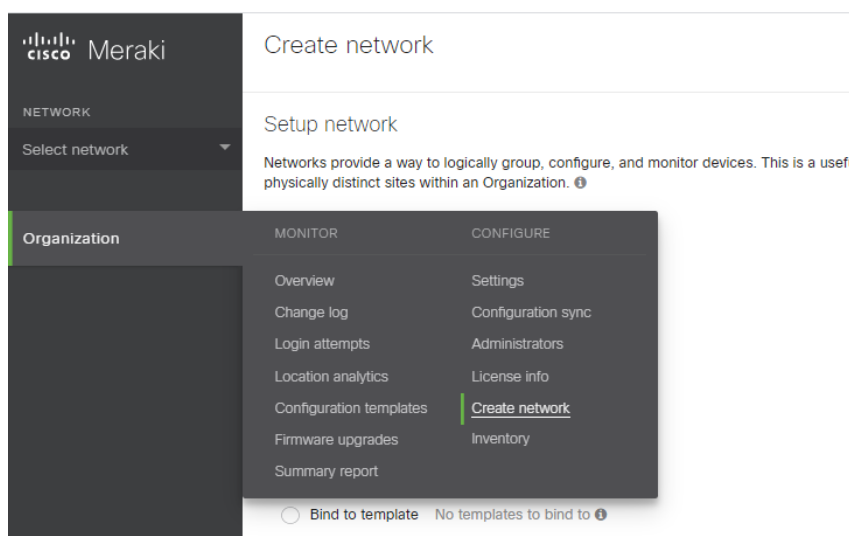 cisco Meraki
Create network
NETWORK
Select network
Setup network
Networks provide a way to logically group, configure, and monitor devices. This is a
physically distinct sites within an Organization.
Organization
MONITOR
Overview
Change log
Login attempts
Location analytics
Configuration templates
Firmware upgrades
Summary report
CONFIGURE
Settings
Configuration sync
Administrators
License info
Create network
Inventory
Bind to template No templates to bind to